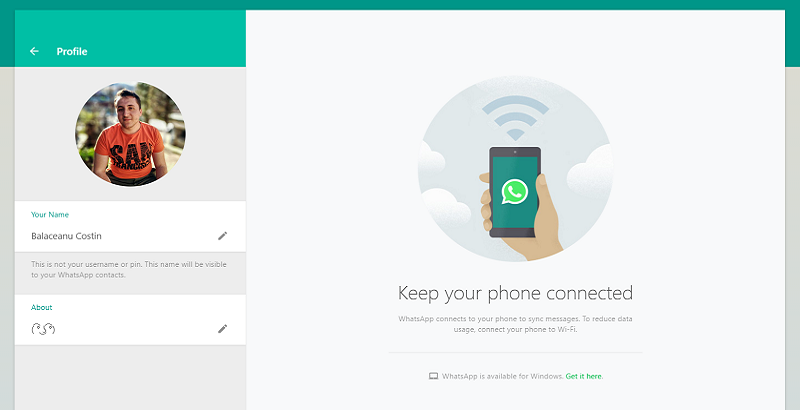 Profile
SAN
FRANCISCO
Your Name
Balaceanu Costin
This is not your username or pin. This name will be visible
to your WhatsApp contacts.
About
( ͡° ͜ʖ ͡°)
Keep your phone connected
WhatsApp connects to your phone to sync messages. To reduce data
usage, connect your phone to Wi-Fi.
WhatsApp is available for Windows. Get it here.